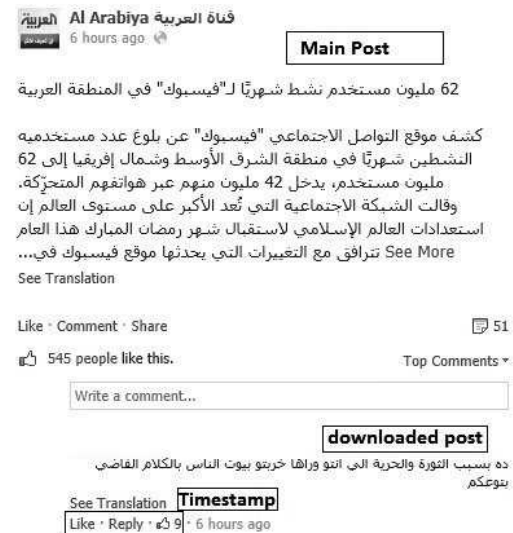 العربية
Al Arabiya قناة العربية
6 hours ago
Main Post
62 مليون مستخدم نشط شهريًا لـ"فيسبوك" في المنطقة العربية
كشف موقع التواصل الاجتماعي "فيسبوك" عن بلوغ عدد مستخدميه
النشطين شهريًا في منطقة الشرق الأوسط وشمال إفريقيا إلى 62
مليون مستخدم، يدخل 42 مليون منهم عبر هواتفهم المتحرّكة.
وقالت الشبكة الاجتماعية التي تُعد الأكبر على مستوى العالم إن
استعدادات العالم الإسلامي لاستقبال شهر رمضان المبارك هذا العام
تترافق مع التغييرات التي يحدثها موقع فيسبوك في... See More
See Translation
Like · Comment · Share
51
545 people like this.
Top Comments
Write a comment...
downloaded post
ده بسبب الثورة والحرية الي انتو وراها خربتو بيوت الناس بالكلام الفاضي
بتوعكم
See Translation
Timestamp
Like · Reply · 9 · 6 hours ago